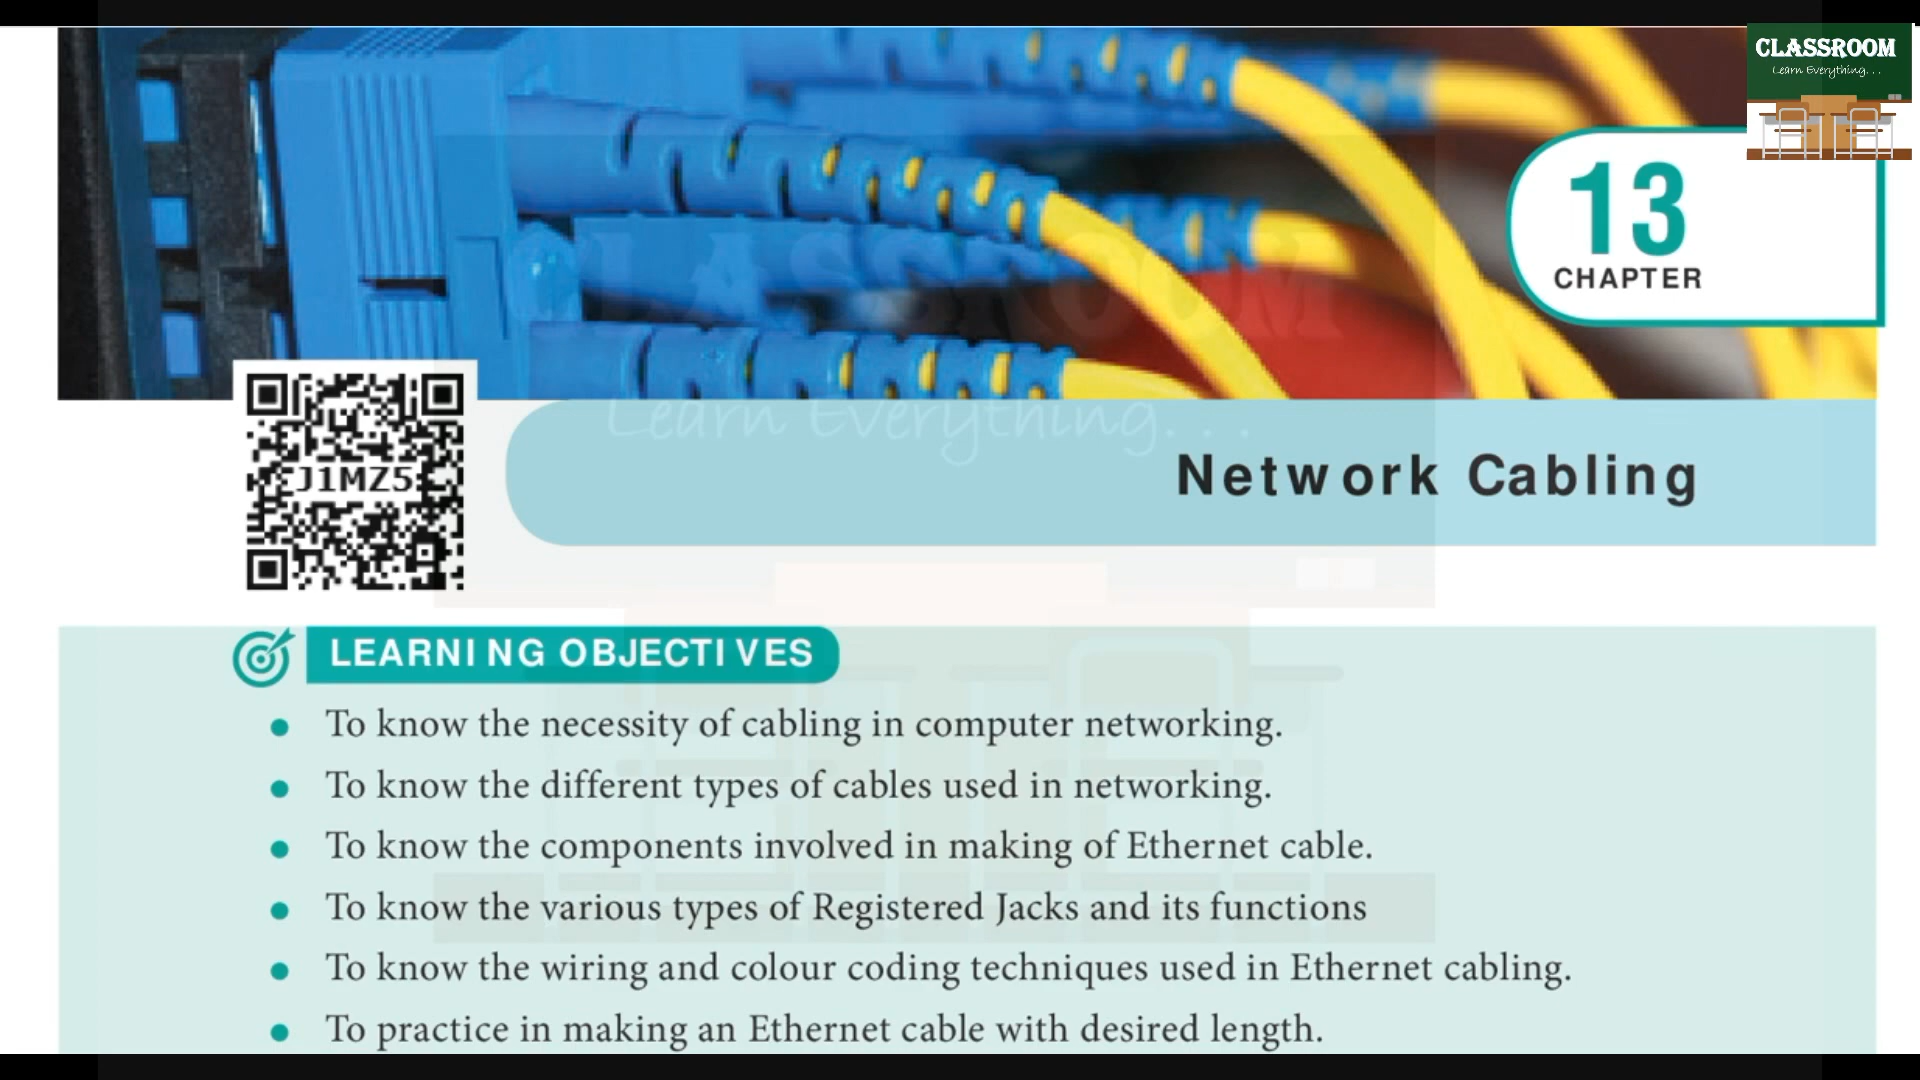 CLASSROOM
Learn Everything...
13
CHAPTER
CLASSROOM
Learn Everything...
J1MZ5
Network Cabling
LEARNING OBJECTIVES
To know the necessity of cabling in computer networking.
To know the different types of cables used in networking.
To know the components involved in making of Ethernet cable.
To know the various types of Registered Jacks and its functions
To know the wiring and colour coding techniques used in Ethernet cabling.
To practice in making an Ethernet cable with desired length.